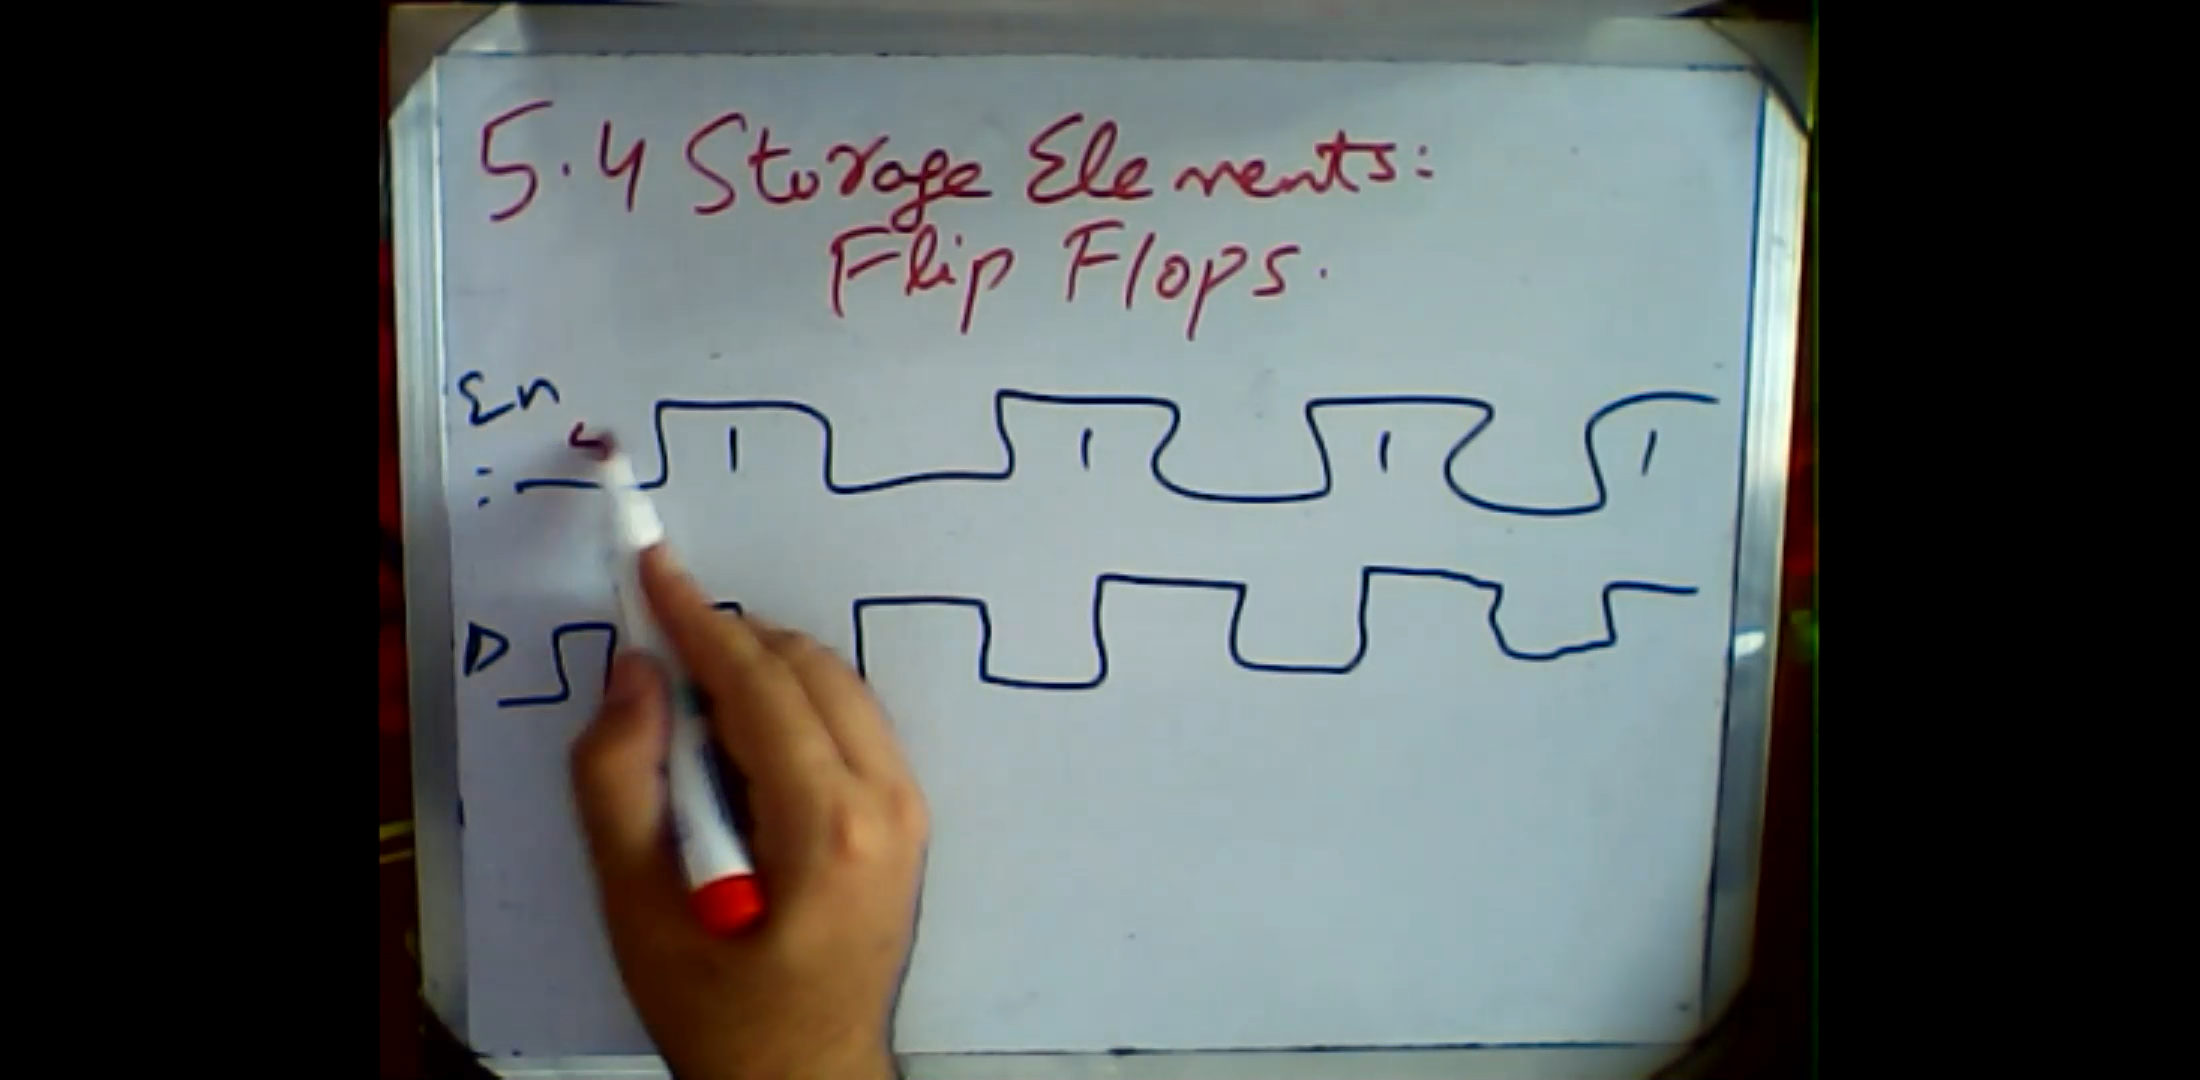 5.4 Storage Elements:
Flip Flops.
En
1 1 1 1
:
D